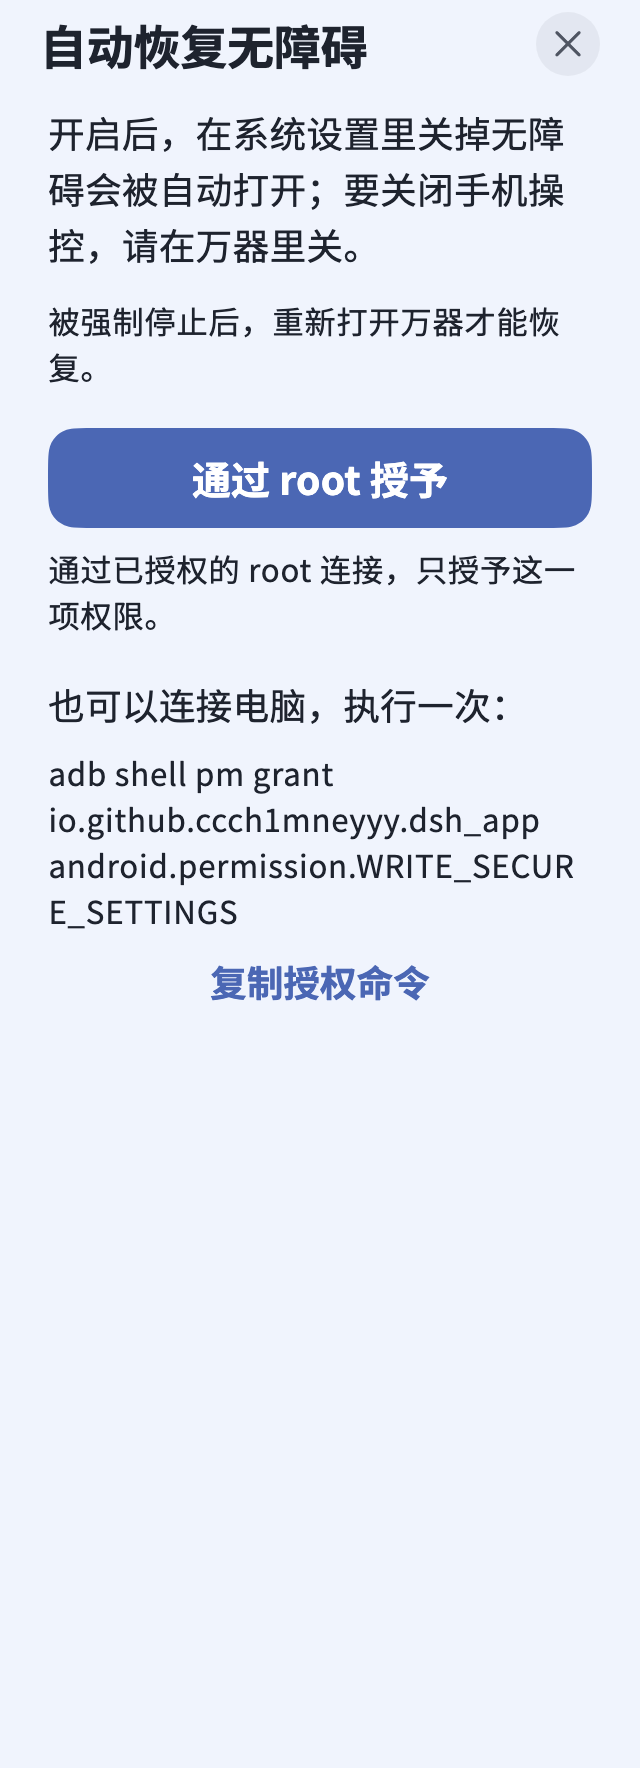 自动恢复无障碍
开启后，在系统设置里关掉无障
碍会被自动打开；要关闭手机操
控，请在万器里关。
被强制停止后，重新打开万器才能恢
复。
通过 root 授予
通过已授权的 root 连接，只授予这一
项权限。
也可以连接电脑，执行一次：
adb shell pm grant
io.github.ccch1mneyyy.dsh_app
android.permission.WRITE_SECUR
E_SETTINGS
复制授权命令